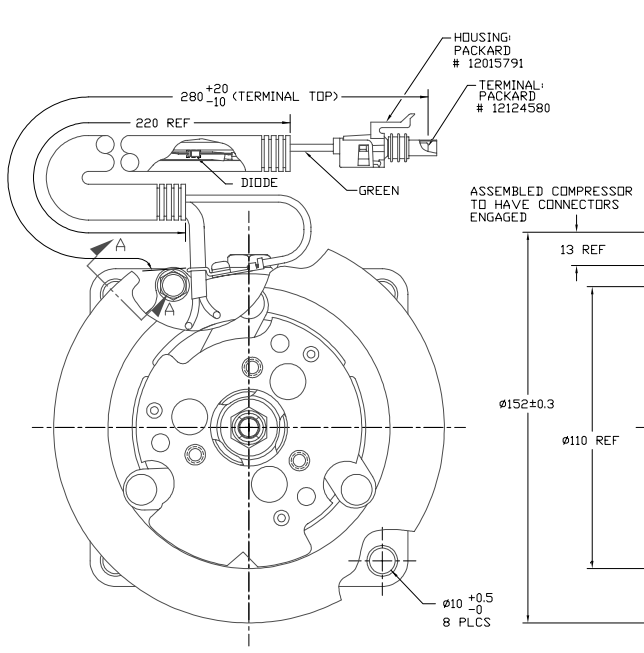 HOUSING:
PACKARD
# 12015791
TERMINAL:
PACKARD
# 12124580
280 +20 -10 (TERMINAL TOP)
220 REF
DIODE
GREEN
ASSEMBLED COMPRESSOR
TO HAVE CONNECTORS
ENGAGED
A
13 REF
A
ø152±0.3
ø110 REF
ø10 +0.5 -0
8 PLCS